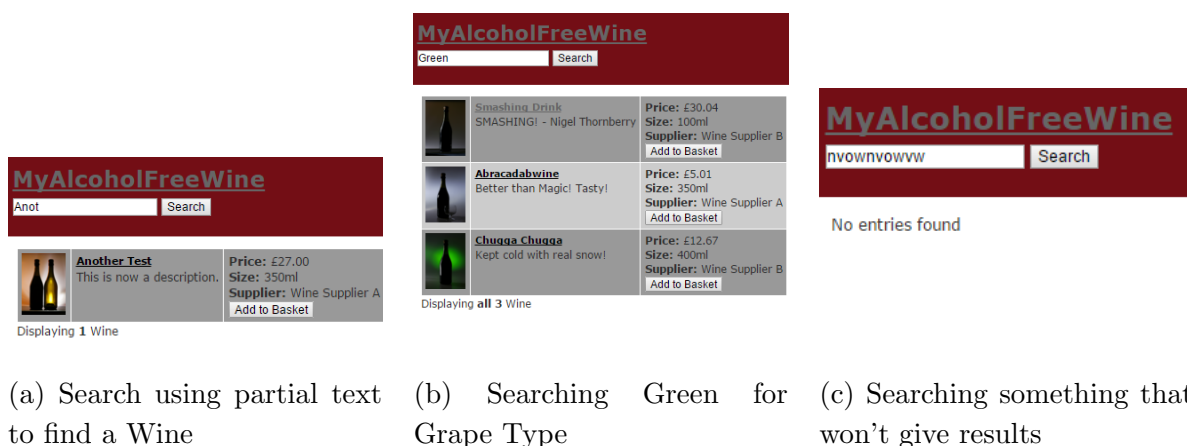 MyAlcoholFreeWine
Anot Search
Another Test
This is now a description.
Price: £27.00
Size: 350ml
Supplier: Wine Supplier A
Add to Basket
Displaying 1 Wine
(a) Search using partial text
to find a Wine
MyAlcoholFreeWine
Green Search
Smashing Drink
SMASHING! - Nigel Thornberry
Price: £30.04
Size: 100ml
Supplier: Wine Supplier B
Add to Basket
Abracadabwine
Better than Magic! Tasty!
Price: £5.01
Size: 350ml
Supplier: Wine Supplier A
Add to Basket
Chugga Chugga
Kept cold with real snow!
Price: £12.67
Size: 400ml
Supplier: Wine Supplier B
Add to Basket
Displaying all 3 Wine
(b) Searching Green for
Grape Type
MyAlcoholFreeWine
nvownvowvw Search
No entries found
(c) Searching something that
won't give results